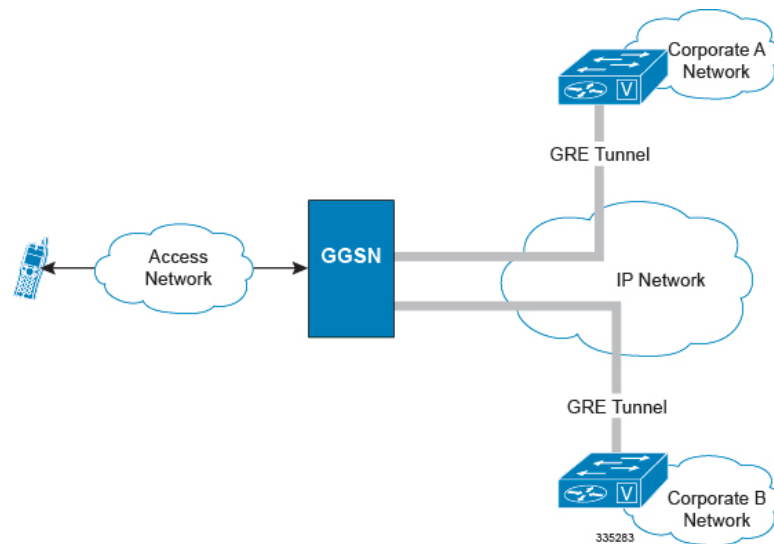 Corporate A
Network
V
GRE Tunnel
Access
Network
GGSN
IP Network
GRE Tunnel
V
Corporate B
Network
335283